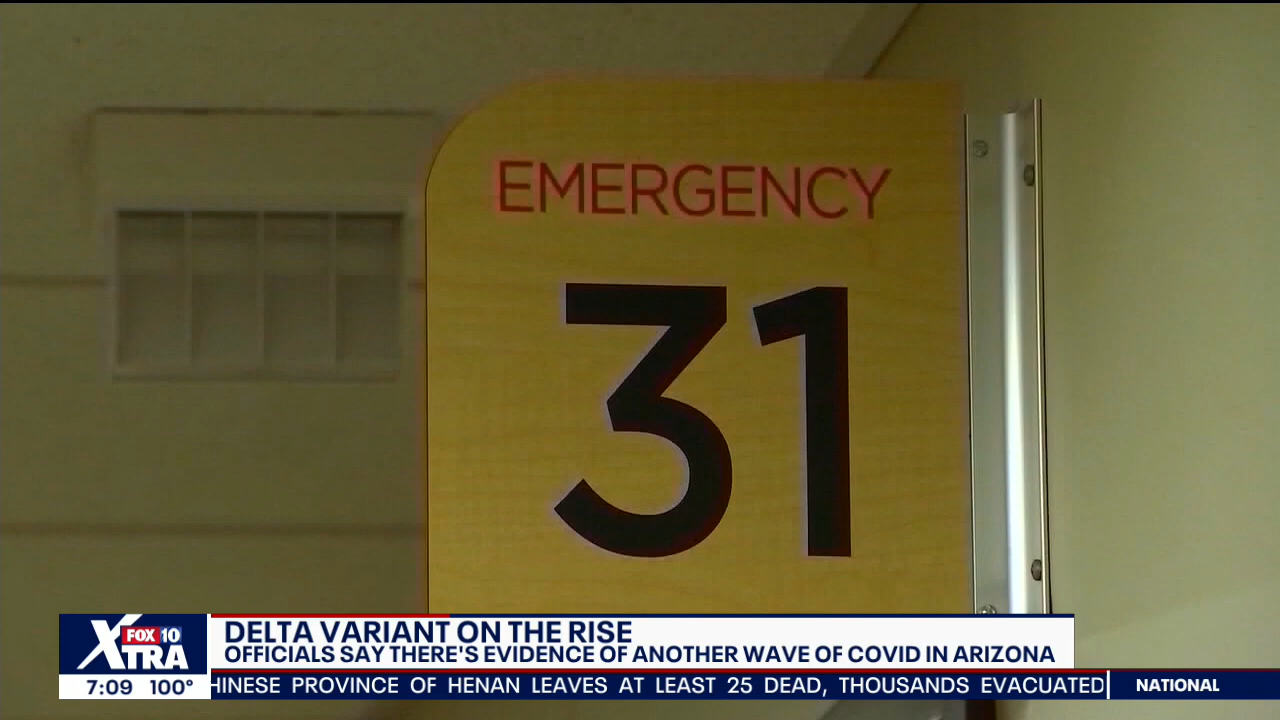 EMERGENCY
31
XTRA
FOX 10
DELTA VARIANT ON THE RISE
OFFICIALS SAY THERE'S EVIDENCE OF ANOTHER WAVE OF COVID IN ARIZONA
7:09 100°
HINESE PROVINCE OF HENAN LEAVES AT LEAST 25 DEAD, THOUSANDS EVACUATED
NATIONAL